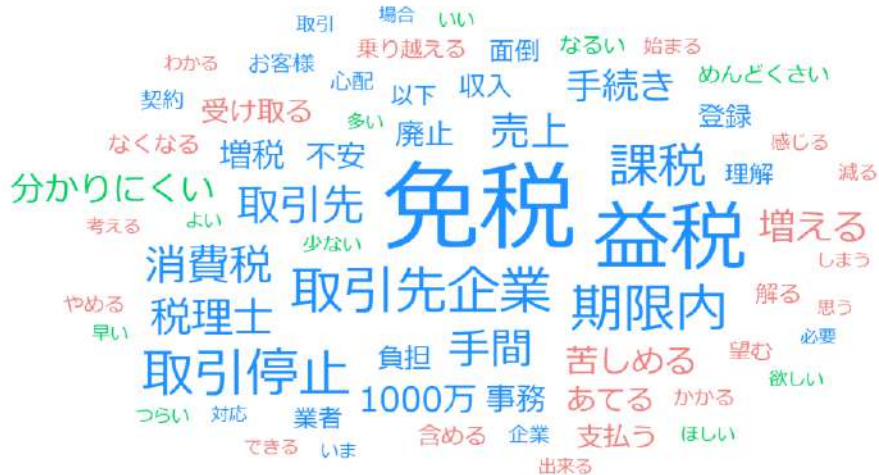 取引 場合 いい
わかる お客様 乗り越える 面倒 なるい 始まる
契約 受け取る 心配 以下 収入 手続き めんどくさい
なくなる 増税 不安 多い 廃止 売上 登録 感じる
分かりにくい 取引先 免税 課税 理解 減る
考える よい 少ない 益税 増える
消費税 取引先企業 期限内 しまう
やめる 税理士 解る 思う
早い 取引停止 負担 手間 苦しめる 望む 必要
つらい 対応 業者 1000万 事務 あてる かかる 欲しい
できる いま 含める 企業 支払う ほしい
出来る